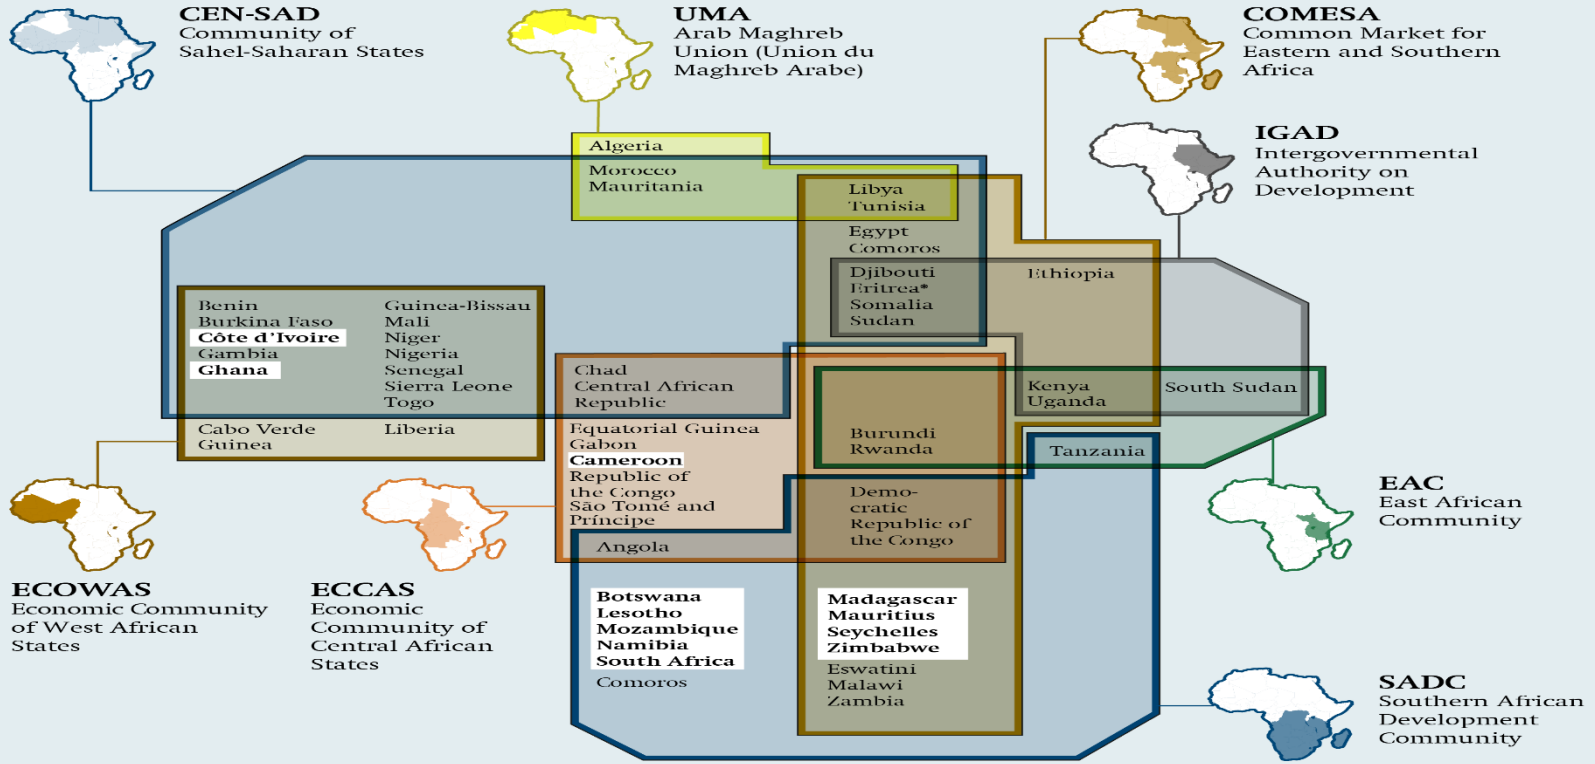 CEN-SAD
Community of
Sahel-Saharan States
UMA
Arab Maghreb
Union (Union du
Maghreb Arabe)
COMESA
Common Market for
Eastern and Southern
Africa
IGAD
Intergovernmental
Authority on
Development
Algeria
Morocco
Mauritania
Libya
Tunisia
Egypt
Comoros
Djibouti
Eritrea*
Somalia
Sudan
Ethiopia
Benin
Burkina Faso
Côte d'Ivoire
Gambia
Ghana
Guinea-Bissau
Mali
Niger
Nigeria
Senegal
Sierra Leone
Togo
Cabo Verde
Guinea
Liberia
Chad
Central African
Republic
Equatorial Guinea
Gabon
Cameroon
Republic of
the Congo
São Tomé and
Príncipe
Angola
Kenya
Uganda
South Sudan
Burundi
Rwanda
Tanzania
Demo-
cratic
Republic of
the Congo
Botswana
Lesotho
Mozambique
Namibia
South Africa
Comoros
Madagascar
Mauritius
Seychelles
Zimbabwe
Eswatini
Malawi
Zambia
ECOWAS
Economic Community
of West African
States
ECCAS
Economic
Community of
Central African
States
EAC
East African
Community
SADC
Southern African
Development
Community